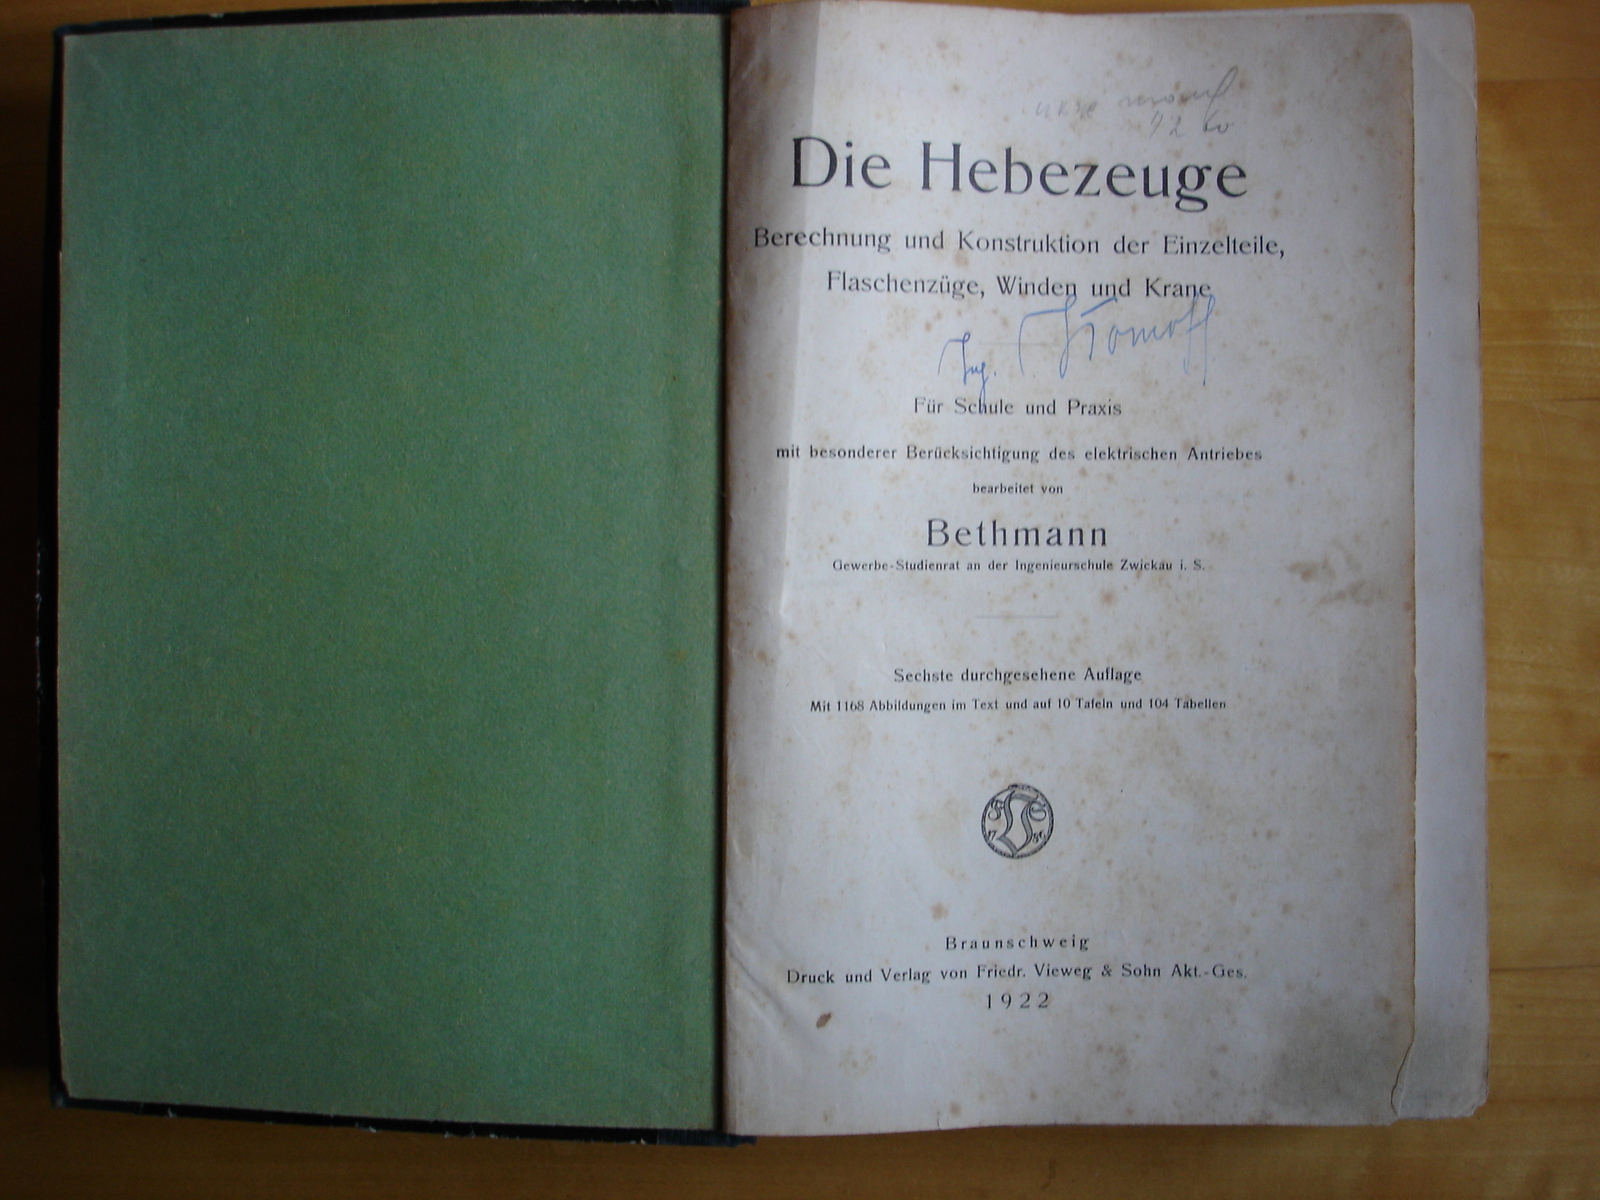 Die Hebezeuge
Berechnung und Konstruktion der Einzelteile,
Flaschenzüge, Winden und Krane
Ing.
Für Schule und Praxis
mit besonderer Berücksichtigung des elektrischen Antriebes
bearbeitet von
Bethmann
Gewerbe-Studienrat an der Ingenieurschule Zwickau i. S.
Sechste durchgesehene Auflage
Mit 1168 Abbildungen im Text und auf 10 Tafeln und 104 Tabellen
Braunschweig
Druck und Verlag von Friedr. Vieweg & Sohn Akt.-Ges.
1922